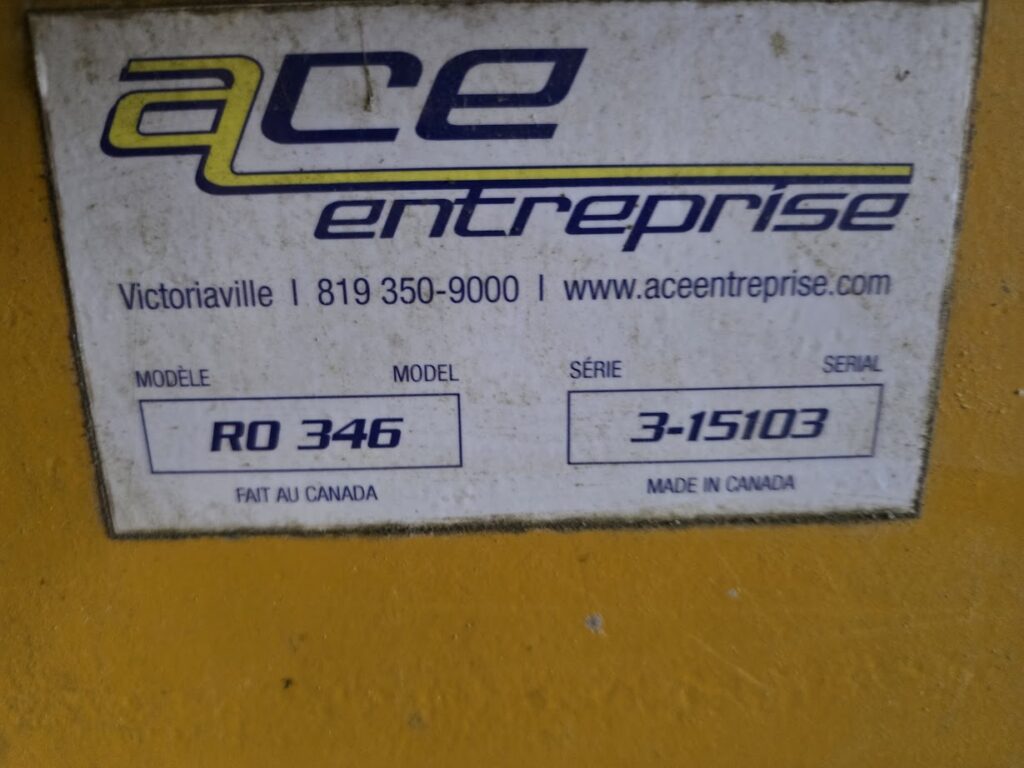 ace
entreprise
Victoriaville | 819 350-9000 | www.aceentreprise.com
MODÈLE MODEL SÉRIE SERIAL
RO 346 3-15103
FAIT AU CANADA MADE IN CANADA